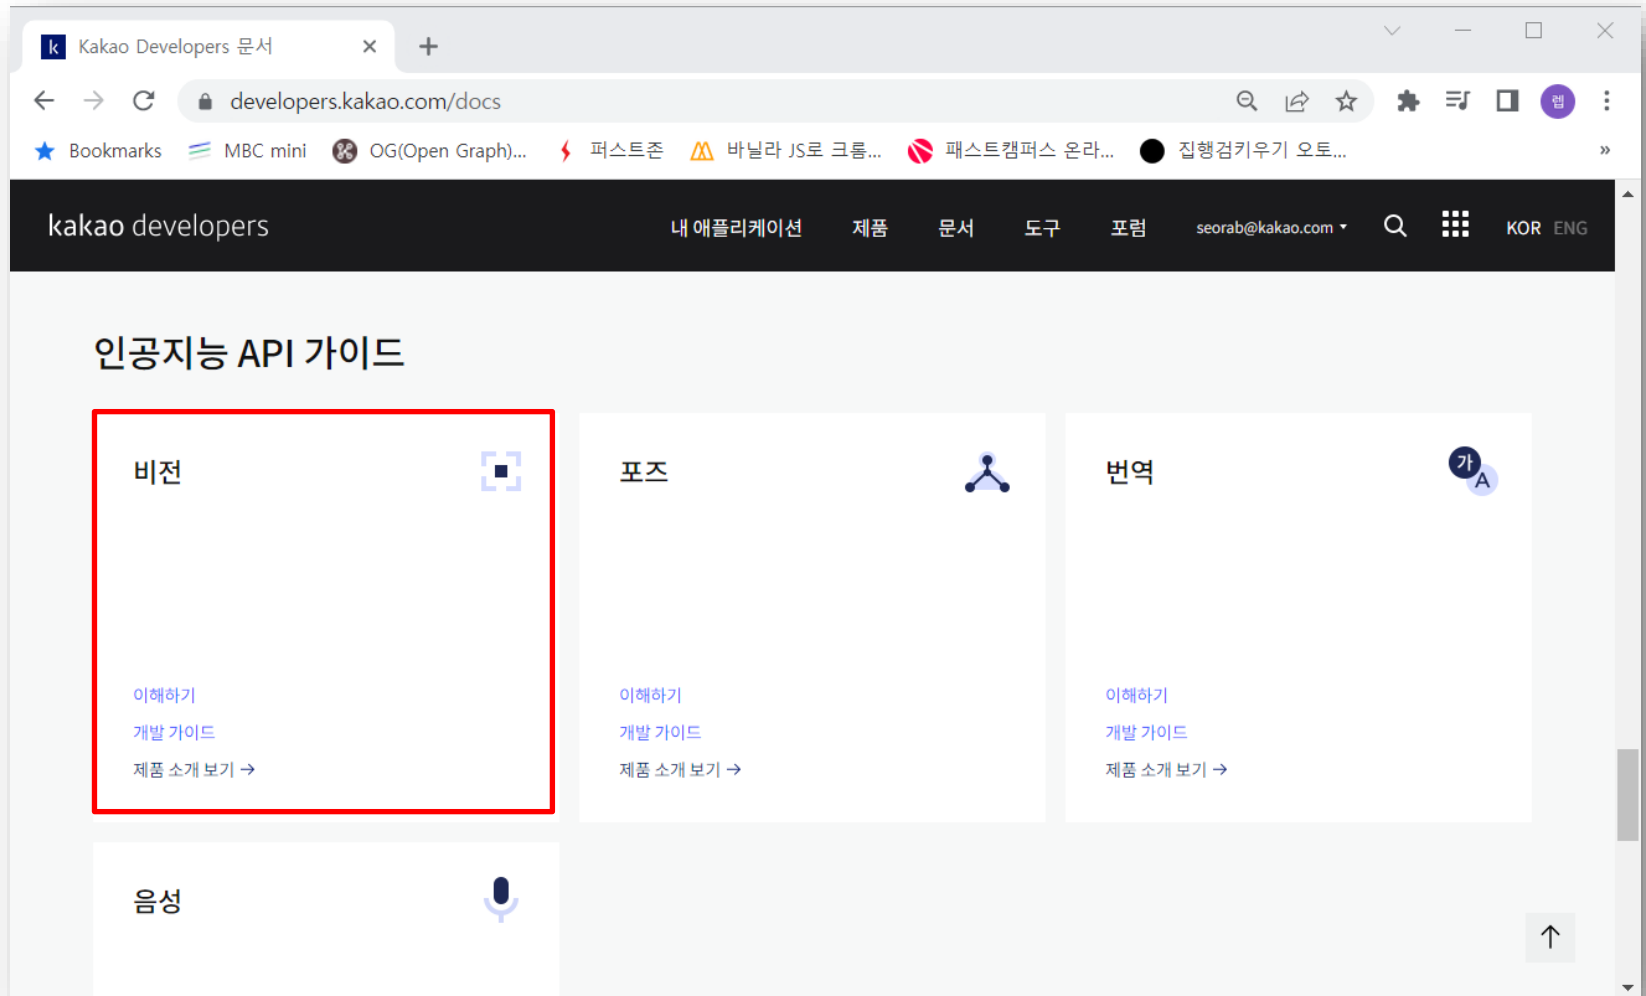 k Kakao Developers 문서
developers.kakao.com/docs
렙
Bookmarks MBC mini OG(Open Graph)... 퍼스트존 바닐라 JS로 크롬... 패스트캠퍼스 온라... 집행검키우기 오토... »
kakao developers 내 애플리케이션 제품 문서 도구 포럼 seorab@kakao.com KOR ENG
인공지능 API 가이드
비전 포즈 번역 가 A
이해하기 이해하기 이해하기
개발 가이드 개발 가이드 개발 가이드
제품 소개 보기 → 제품 소개 보기 → 제품 소개 보기 →
음성